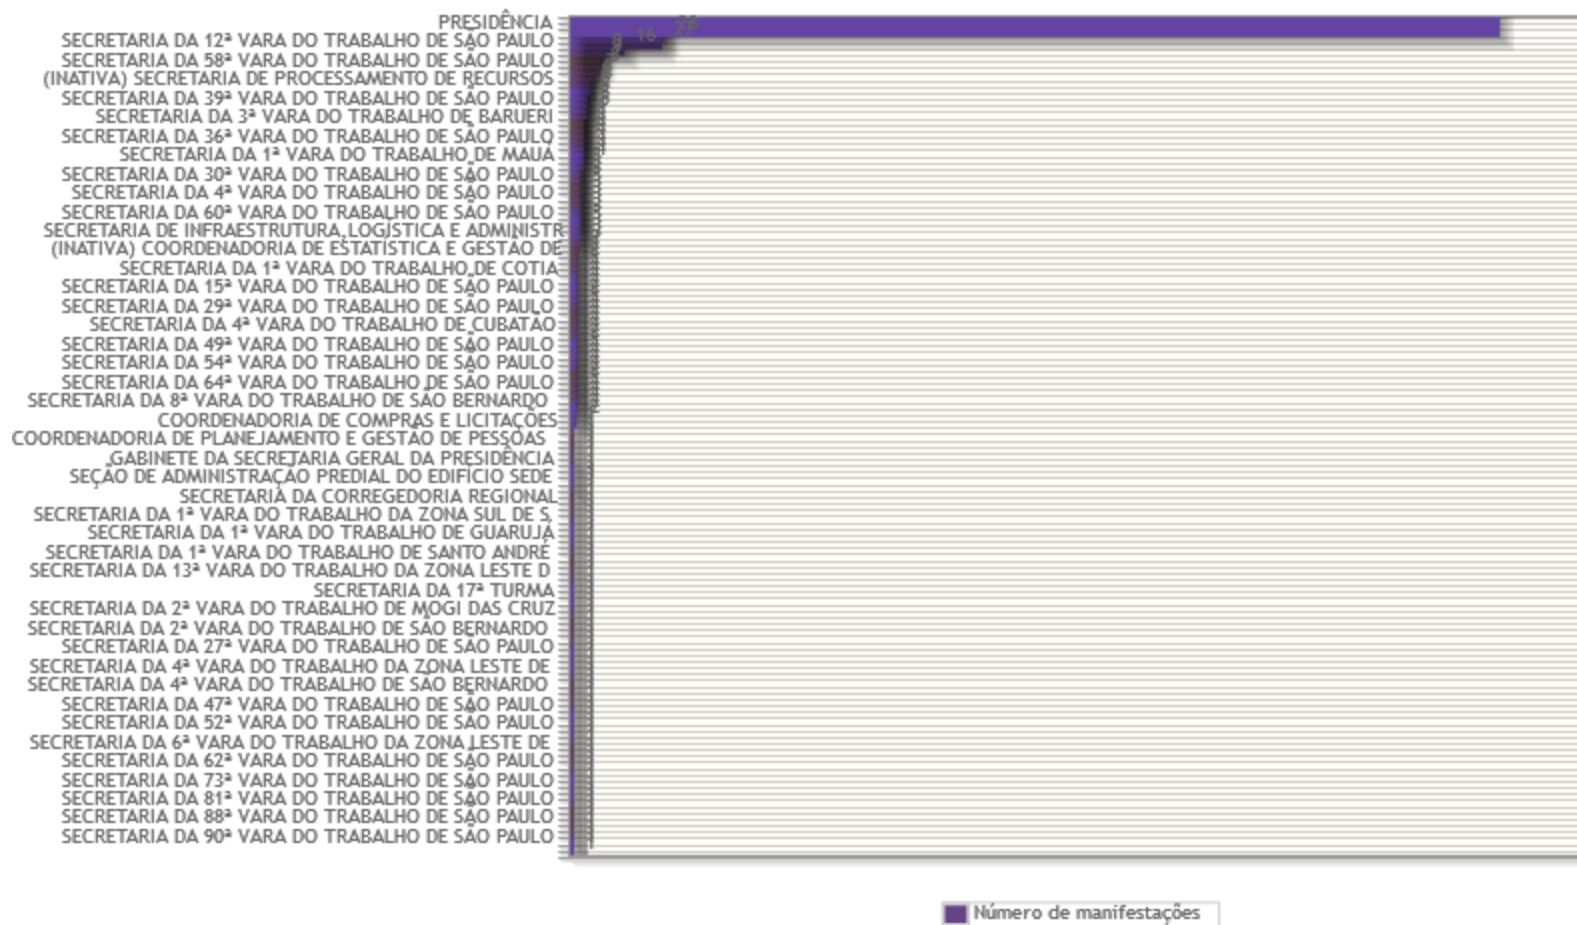 PRESIDÊNCIA
SECRETARIA DA 12ª VARA DO TRABALHO DE SÃO PAULO
SECRETARIA DA 58ª VARA DO TRABALHO DE SÃO PAULO
(INATIVA) SECRETARIA DE PROCESSAMENTO DE RECURSOS
SECRETARIA DA 39ª VARA DO TRABALHO DE SÃO PAULO
SECRETARIA DA 3ª VARA DO TRABALHO DE BARUERI
SECRETARIA DA 36ª VARA DO TRABALHO DE SÃO PAULO
SECRETARIA DA 1ª VARA DO TRABALHO DE MAUÁ
SECRETARIA DA 30ª VARA DO TRABALHO DE SÃO PAULO
SECRETARIA DA 4ª VARA DO TRABALHO DE SÃO PAULO
SECRETARIA DA 60ª VARA DO TRABALHO DE SÃO PAULO
SECRETARIA DE INFRAESTRUTURA, LOGÍSTICA E ADMINISTR
(INATIVA) COORDENADORIA DE ESTATÍSTICA E GESTÃO DE
SECRETARIA DA 1ª VARA DO TRABALHO DE COTIA
SECRETARIA DA 15ª VARA DO TRABALHO DE SÃO PAULO
SECRETARIA DA 29ª VARA DO TRABALHO DE SÃO PAULO
SECRETARIA DA 4ª VARA DO TRABALHO DE CUBATÃO
SECRETARIA DA 49ª VARA DO TRABALHO DE SÃO PAULO
SECRETARIA DA 54ª VARA DO TRABALHO DE SÃO PAULO
SECRETARIA DA 64ª VARA DO TRABALHO DE SÃO PAULO
SECRETARIA DA 8ª VARA DO TRABALHO DE SÃO BERNARDO
COORDENADORIA DE COMPRAS E LICITAÇÕES
COORDENADORIA DE PLANEJAMENTO E GESTÃO DE PESSOAS
GABINETE DA SECRETARIA GERAL DA PRESIDÊNCIA
SEÇÃO DE ADMINISTRAÇÃO PREDIAL DO EDIFÍCIO SEDE
SECRETARIA DA CORREGEDORIA REGIONAL
SECRETARIA DA 1ª VARA DO TRABALHO DA ZONA SUL DE S
SECRETARIA DA 1ª VARA DO TRABALHO DE GUARUJÁ
SECRETARIA DA 1ª VARA DO TRABALHO DE SANTO ANDRÉ
SECRETARIA DA 13ª VARA DO TRABALHO DA ZONA LESTE D
SECRETARIA DA 17ª TURMA
SECRETARIA DA 2ª VARA DO TRABALHO DE MOGI DAS CRUZ
SECRETARIA DA 2ª VARA DO TRABALHO DE SÃO BERNARDO
SECRETARIA DA 27ª VARA DO TRABALHO DE SÃO PAULO
SECRETARIA DA 4ª VARA DO TRABALHO DA ZONA LESTE DE
SECRETARIA DA 4ª VARA DO TRABALHO DE SÃO BERNARDO
SECRETARIA DA 47ª VARA DO TRABALHO DE SÃO PAULO
SECRETARIA DA 52ª VARA DO TRABALHO DE SÃO PAULO
SECRETARIA DA 6ª VARA DO TRABALHO DA ZONA LESTE DE
SECRETARIA DA 62ª VARA DO TRABALHO DE SÃO PAULO
SECRETARIA DA 73ª VARA DO TRABALHO DE SÃO PAULO
SECRETARIA DA 81ª VARA DO TRABALHO DE SÃO PAULO
SECRETARIA DA 88ª VARA DO TRABALHO DE SÃO PAULO
SECRETARIA DA 90ª VARA DO TRABALHO DE SÃO PAULO
16
Número de manifestações